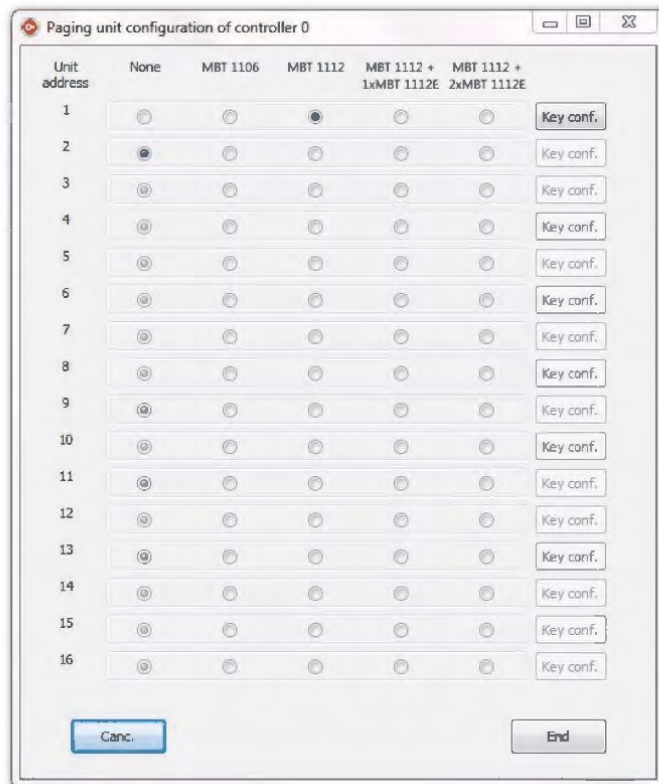 Paging unit configuration of controller 0
Unit address None MBT 1106 MBT 1112 MBT 1112 + 1xMBT 1112E MBT 1112 + 2xMBT 1112E
1 Key conf.
2 Key conf.
3 Key conf.
4 Key conf.
5 Key conf.
6 Key conf.
7 Key conf.
8 Key conf.
9 Key conf.
10 Key conf.
11 Key conf.
12 Key conf.
13 Key conf.
14 Key conf.
15 Key conf.
16 Key conf.
Canc. End